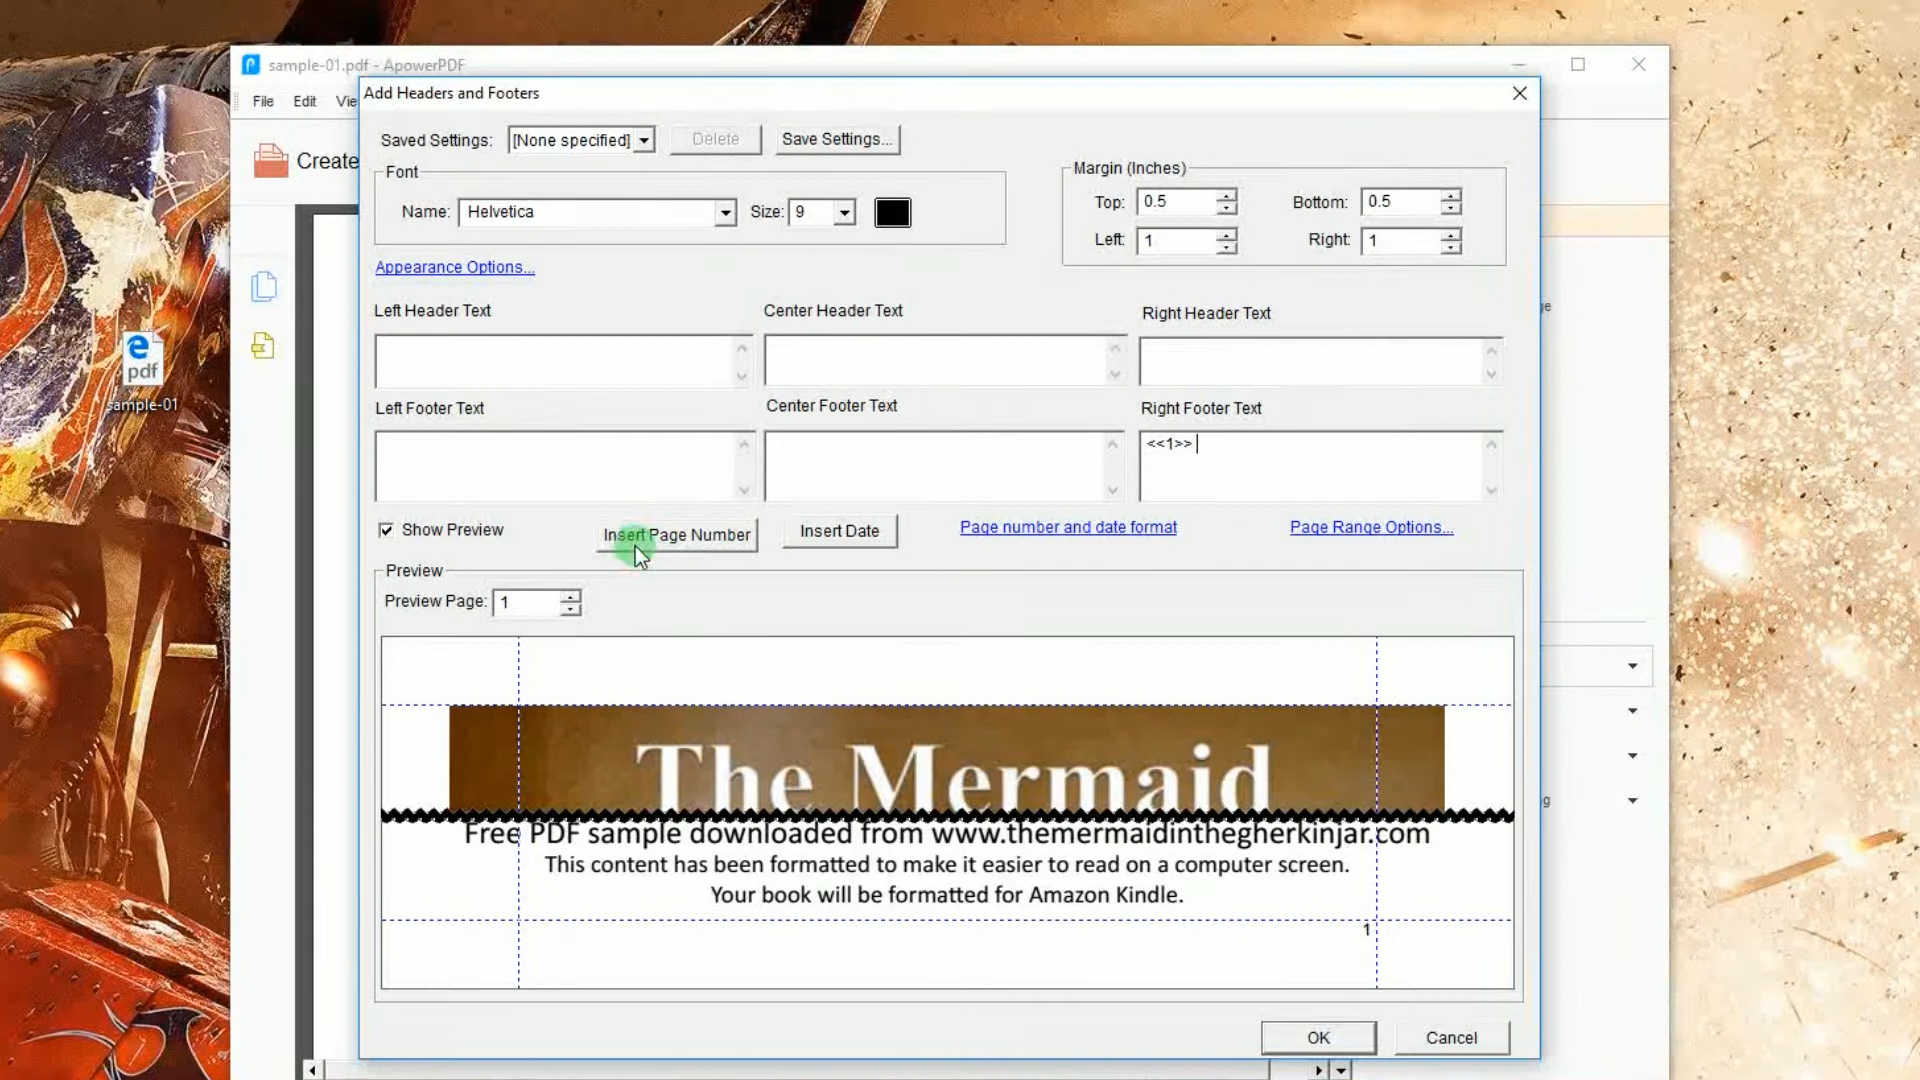 sample-01.pdf - ApowerPDF
File Edit
Add Headers and Footers
Saved Settings: [None specified] Delete Save Settings...
Create
Font
Name: Helvetica Size: 9
Margin (Inches)
Top: 0.5 Bottom: 0.5
Left: 1 Right: 1
Appearance Options...
Left Header Text Center Header Text Right Header Text
Left Footer Text Center Footer Text Right Footer Text
<<1>>
pdf
sample-01
Show Preview Insert Page Number Insert Date Page number and date format Page Range Options...
Preview
Preview Page: 1
The Mermaid
Free PDF sample downloaded from www.themermaidinthegherkinjar.com
This content has been formatted to make it easier to read on a computer screen.
Your book will be formatted for Amazon Kindle.
1
OK Cancel